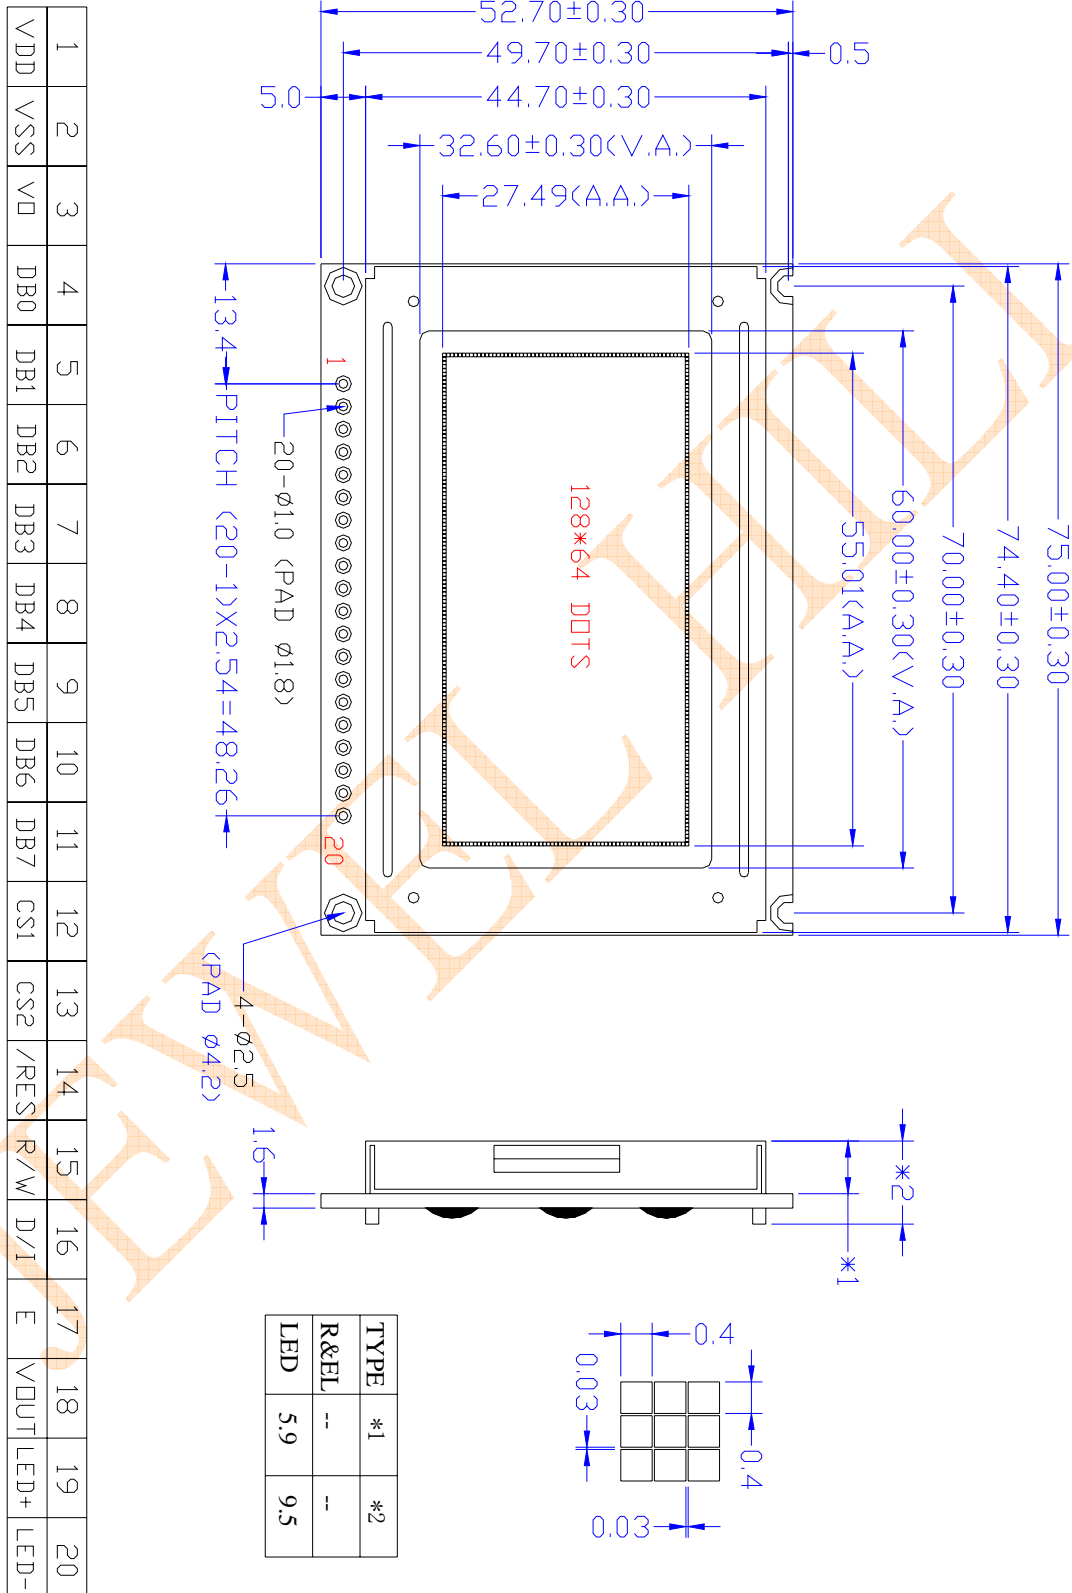 52.70±0.30
49.70±0.30
0.5
5.0
44.70±0.30
32.60±0.30(V.A.)
27.49(A.A.)
75.00±0.30
74.40±0.30
70.00±0.30
60.00±0.30(V.A.)
55.01(A.A.)
128*64 DOTS
1
20
13.4
PITCH (20-1)X2.54=48.26
20-Ø1.0 (PAD Ø1.8)
4-Ø2.5
(PAD Ø4.2)
1.6
*2
*1
0.4
0.4
0.03
0.03
TYPE *1 *2
R&EL -- --
LED 5.9 9.5
1 2 3 4 5 6 7 8 9 10 11 12 13 14 15 16 17 18 19 20
VDD VSS VO DB0 DB1 DB2 DB3 DB4 DB5 DB6 DB7 CS1 CS2 /RES R/W D/I E VOUT LED+ LED-
JEWEL HILL